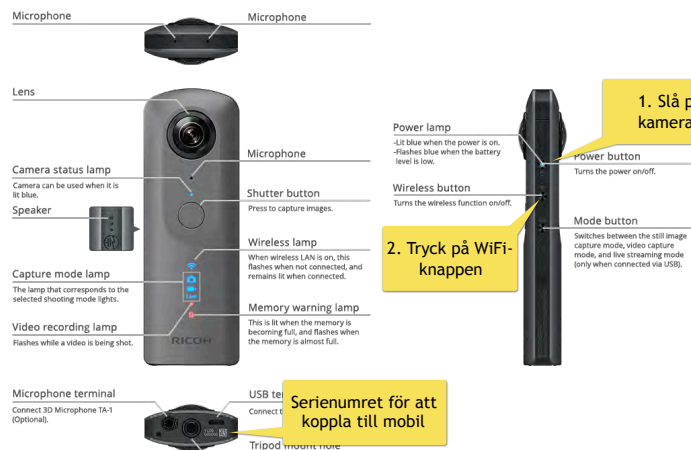 Microphone
Microphone
Lens
Microphone
Camera status lamp
Camera can be used when it is
lit blue.
Shutter button
Press to capture images.
Speaker
Wireless lamp
When wireless LAN is on, this
flashes when not connected, and
remains lit when connected.
Capture mode lamp
The lamp that corresponds to the
selected shooting mode lights.
Live
Video recording lamp
Flashes while a video is being shot.
Memory warning lamp
This is lit when the memory is
becoming full, and flashes when
the memory is almost full.
RICOH
Microphone terminal
Connect 3D Microphone TA-1
(Optional).
USB
Connect
Serienumret för att
koppla till mobil
Tripod mount hole
1. Slå
kamera
Power lamp
-Lit blue when the power is on.
-Flashes blue when the battery
level is low.
Power button
Turns the power on/off.
Wireless button
Turns the wireless function on/off.
2. Tryck på WiFi-
knappen
Mode button
Switches between the still image
capture mode, video capture
mode, and live streaming mode
(only when connected via USB).